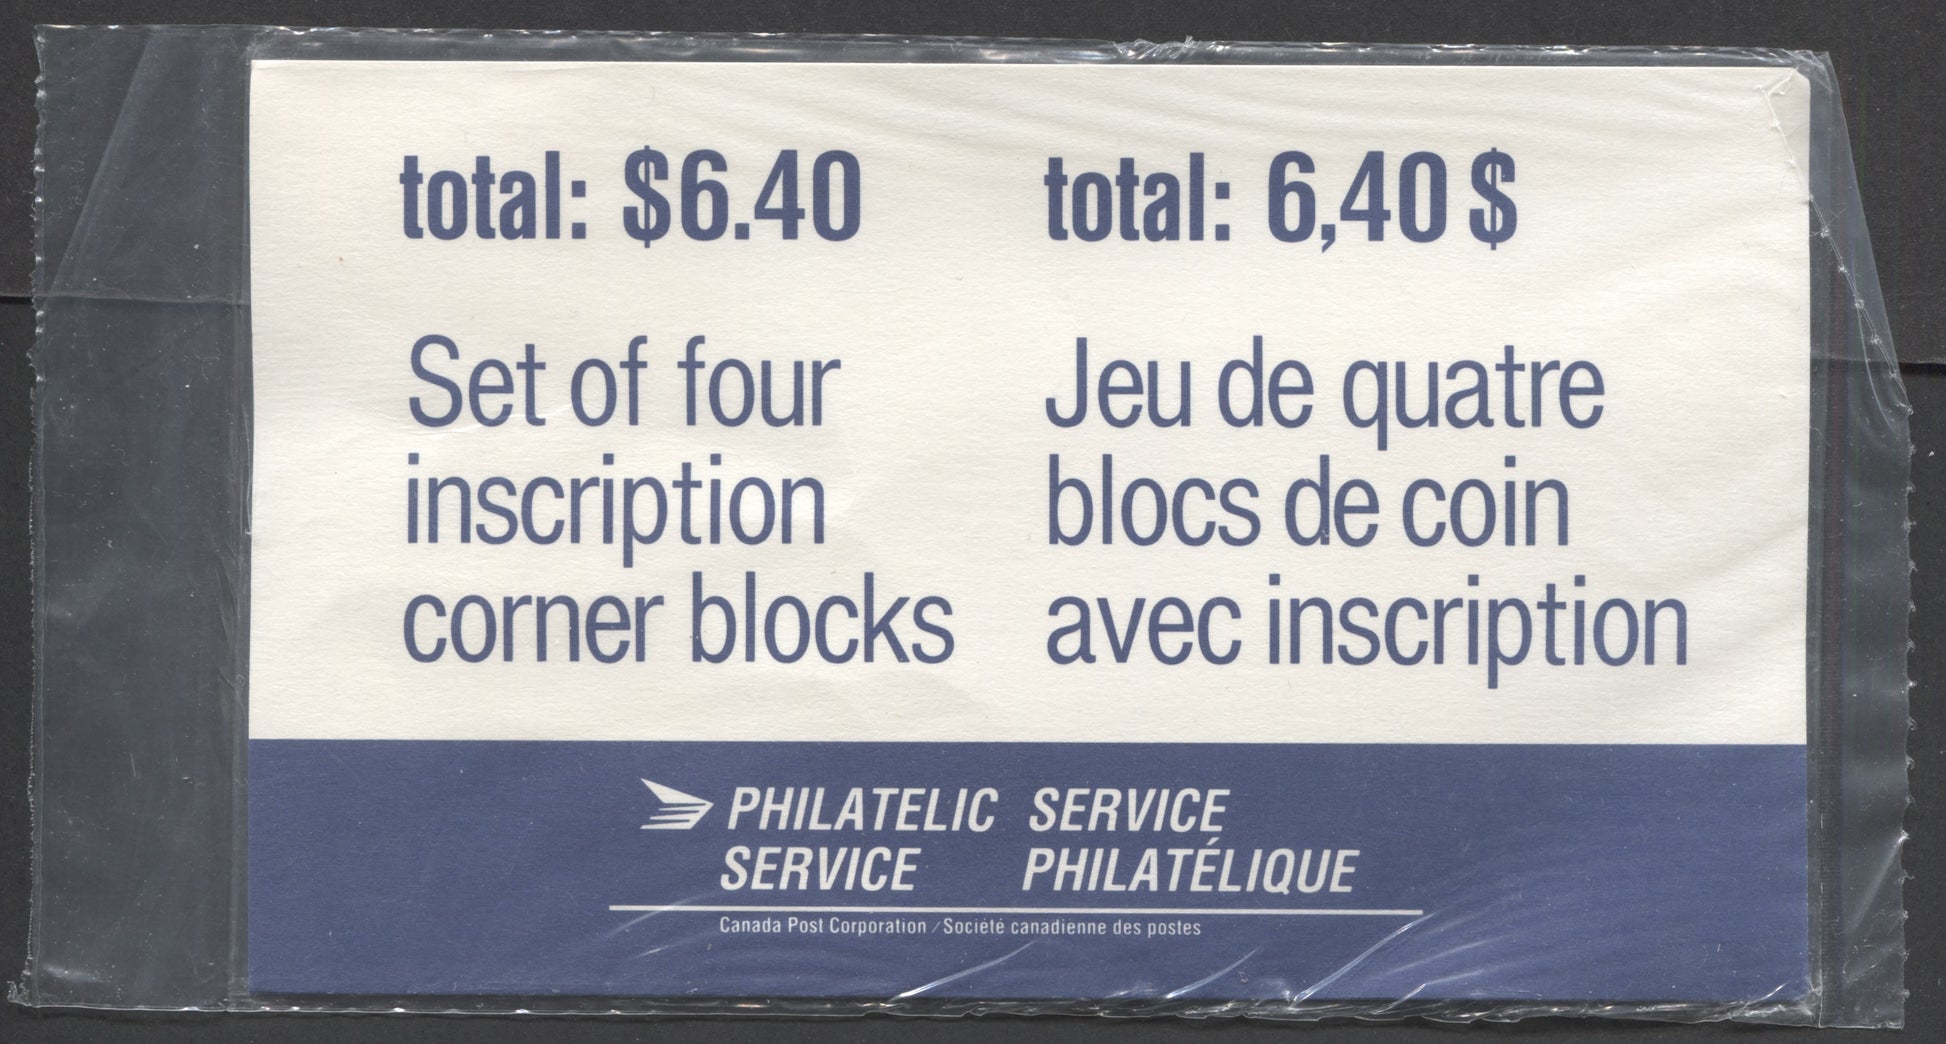 total: $6.40
Set of four
inscription
corner blocks
total: 6,40 $
Jeu de quatre
blocs de coin
avec inscription
PHILATELIC
SERVICE
SERVICE
PHILATÉLIQUE
Canada Post Corporation / Société canadienne des postes